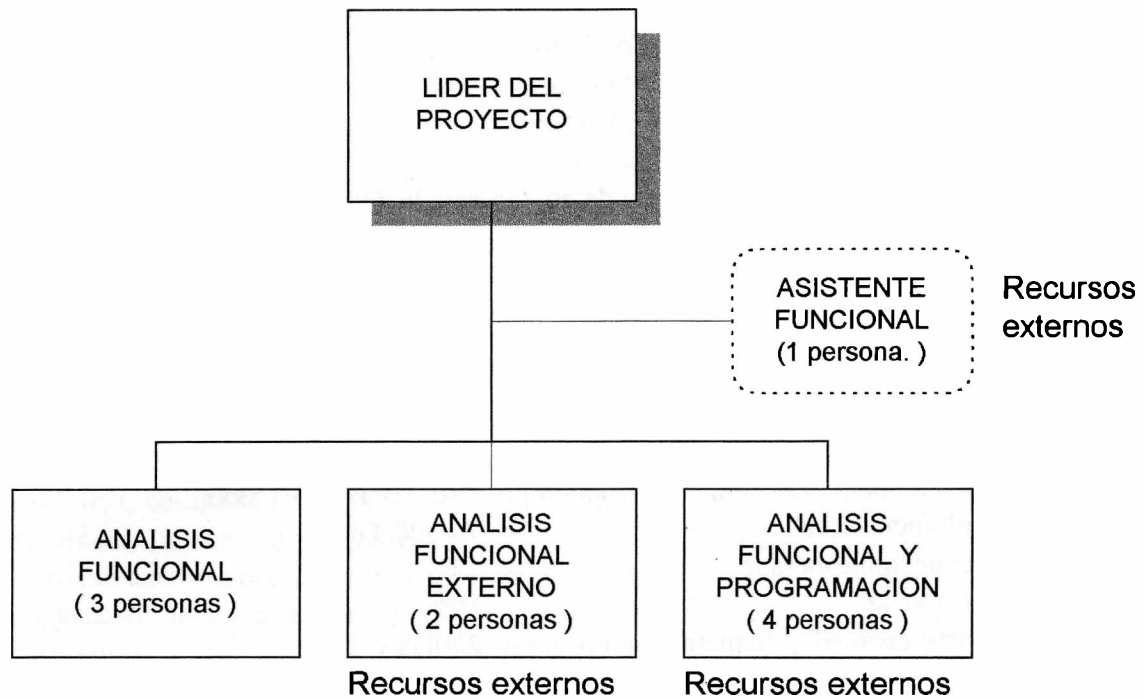 LIDER DEL
PROYECTO
ASISTENTE
FUNCIONAL
(1 persona. )
Recursos
externos
ANALISIS
FUNCIONAL
( 3 personas )
ANALISIS
FUNCIONAL
EXTERNO
( 2 personas )
ANALISIS
FUNCIONAL Y
PROGRAMACION
( 4 personas )
Recursos externos
Recursos externos